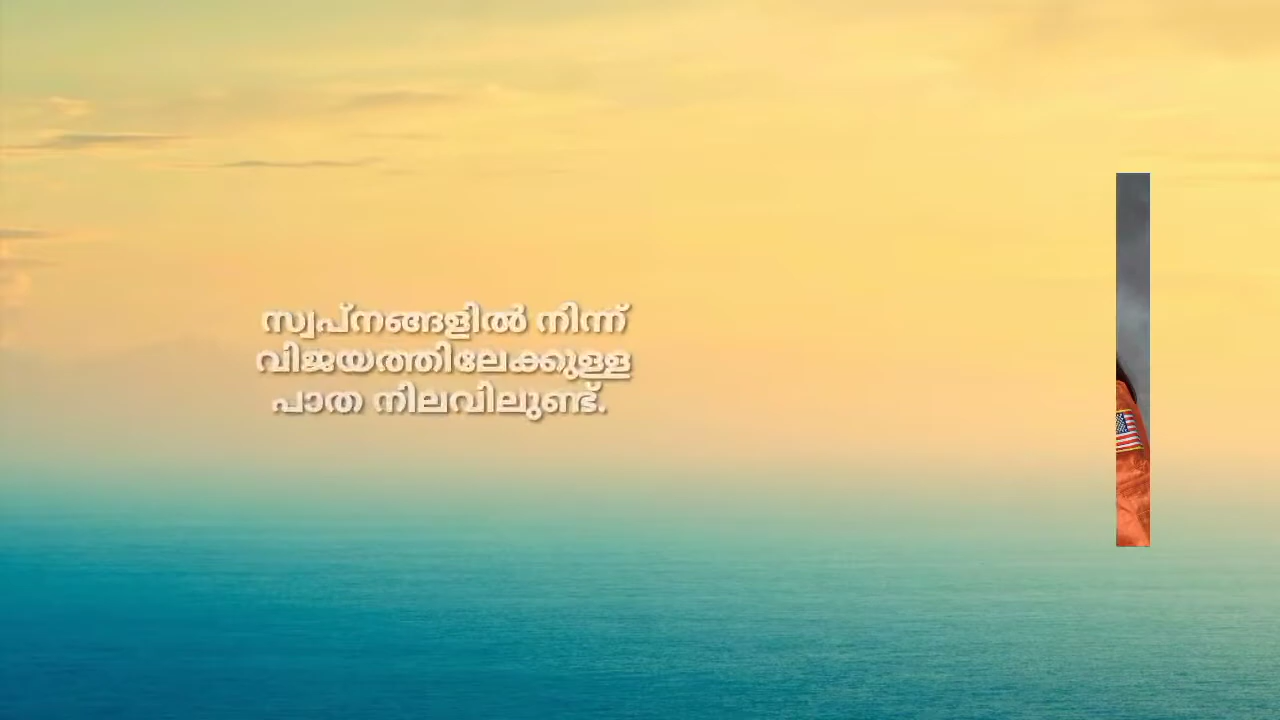 സ്വപ്നങ്ങളിൽ നിന്ന്
വിജയത്തിലേക്കുള്ള
പാത നിലവിലുണ്ട്.